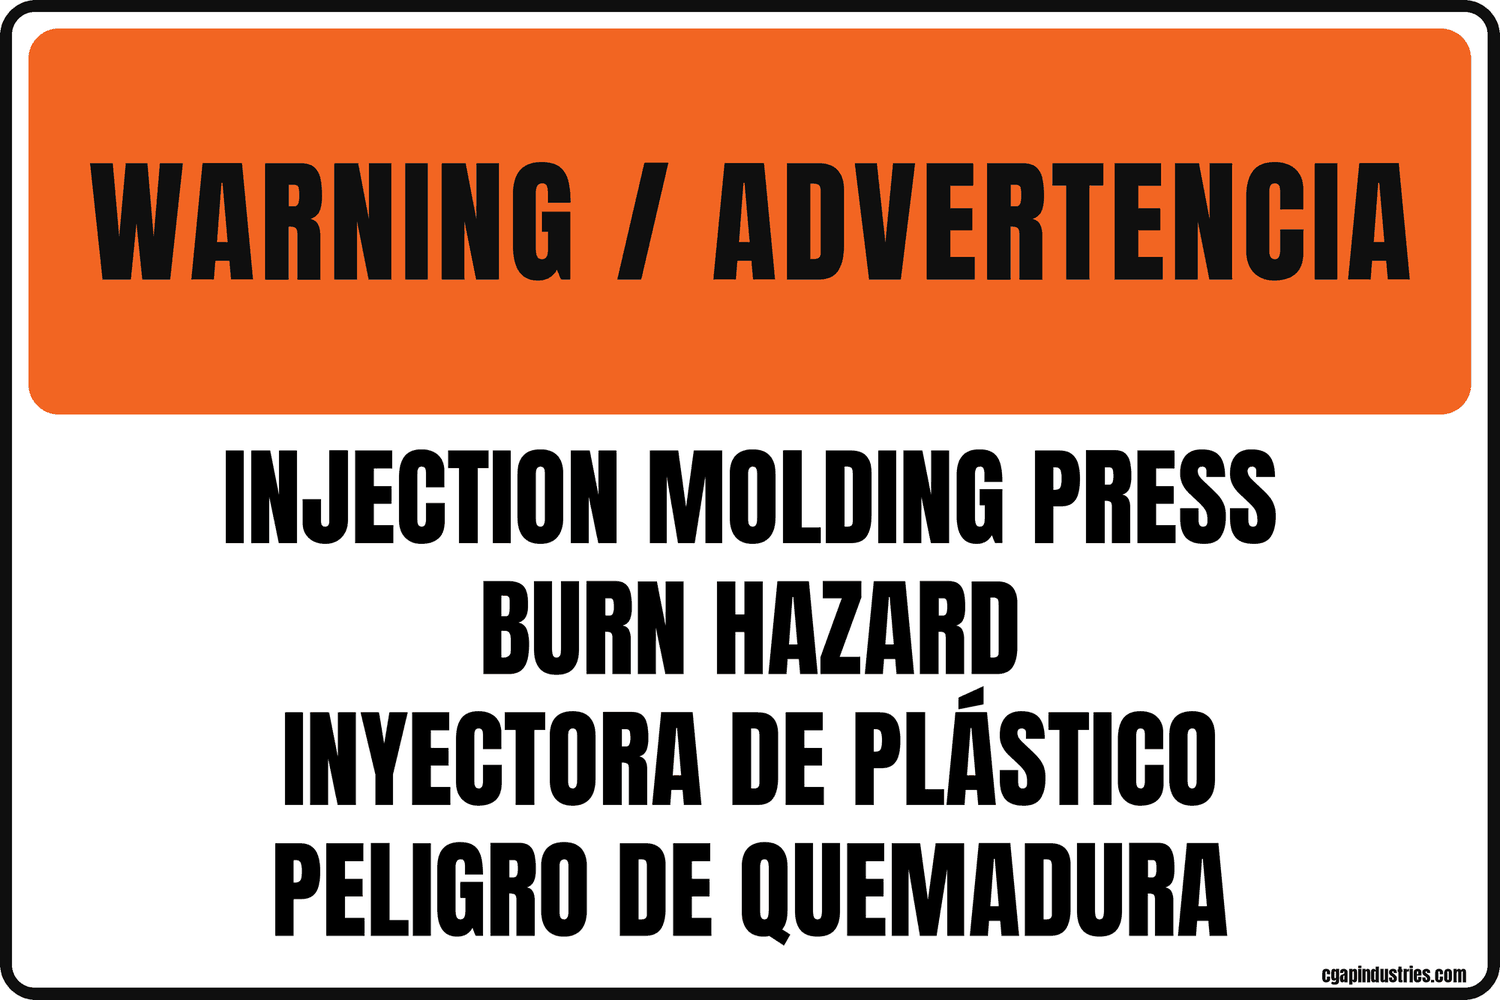 WARNING / ADVERTENCIA
INJECTION MOLDING PRESS
BURN HAZARD
INYECTORA DE PLÁSTICO
PELIGRO DE QUEMADURA
cgapindustries.com